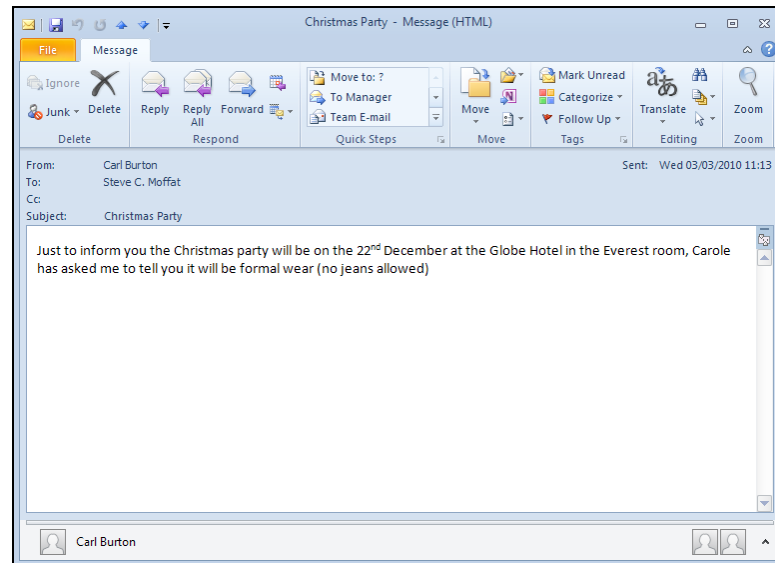 Christmas Party - Message (HTML)
File Message
Ignore
Junk
Delete
Reply
Reply All
Forward
Move to: ?
To Manager
Team E-mail
Move
Mark Unread
Categorize
Follow Up
Translate
Zoom
Delete Respond Quick Steps Move Tags Editing Zoom
From: Carl Burton Sent: Wed 03/03/2010 11:13
To: Steve C. Moffat
Cc:
Subject: Christmas Party
Just to inform you the Christmas party will be on the 22nd December at the Globe Hotel in the Everest room, Carole
has asked me to tell you it will be formal wear (no jeans allowed)
Carl Burton